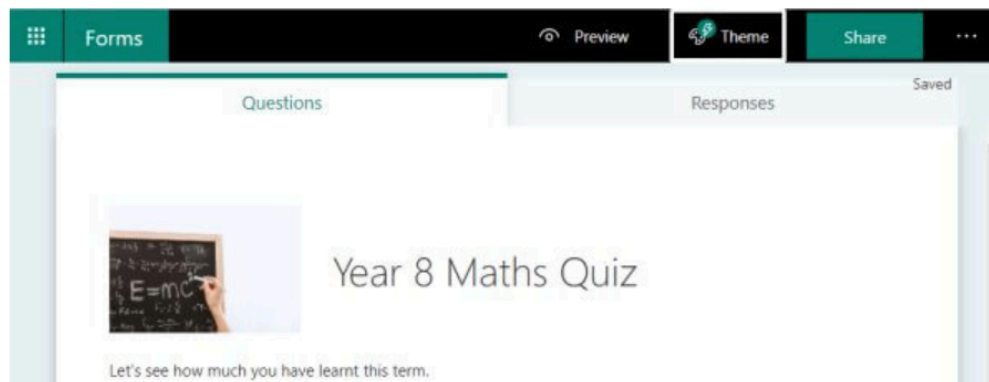 Forms Preview Theme Share ...
Saved
Questions Responses
E=mc²
Year 8 Maths Quiz
Let's see how much you have learnt this term.